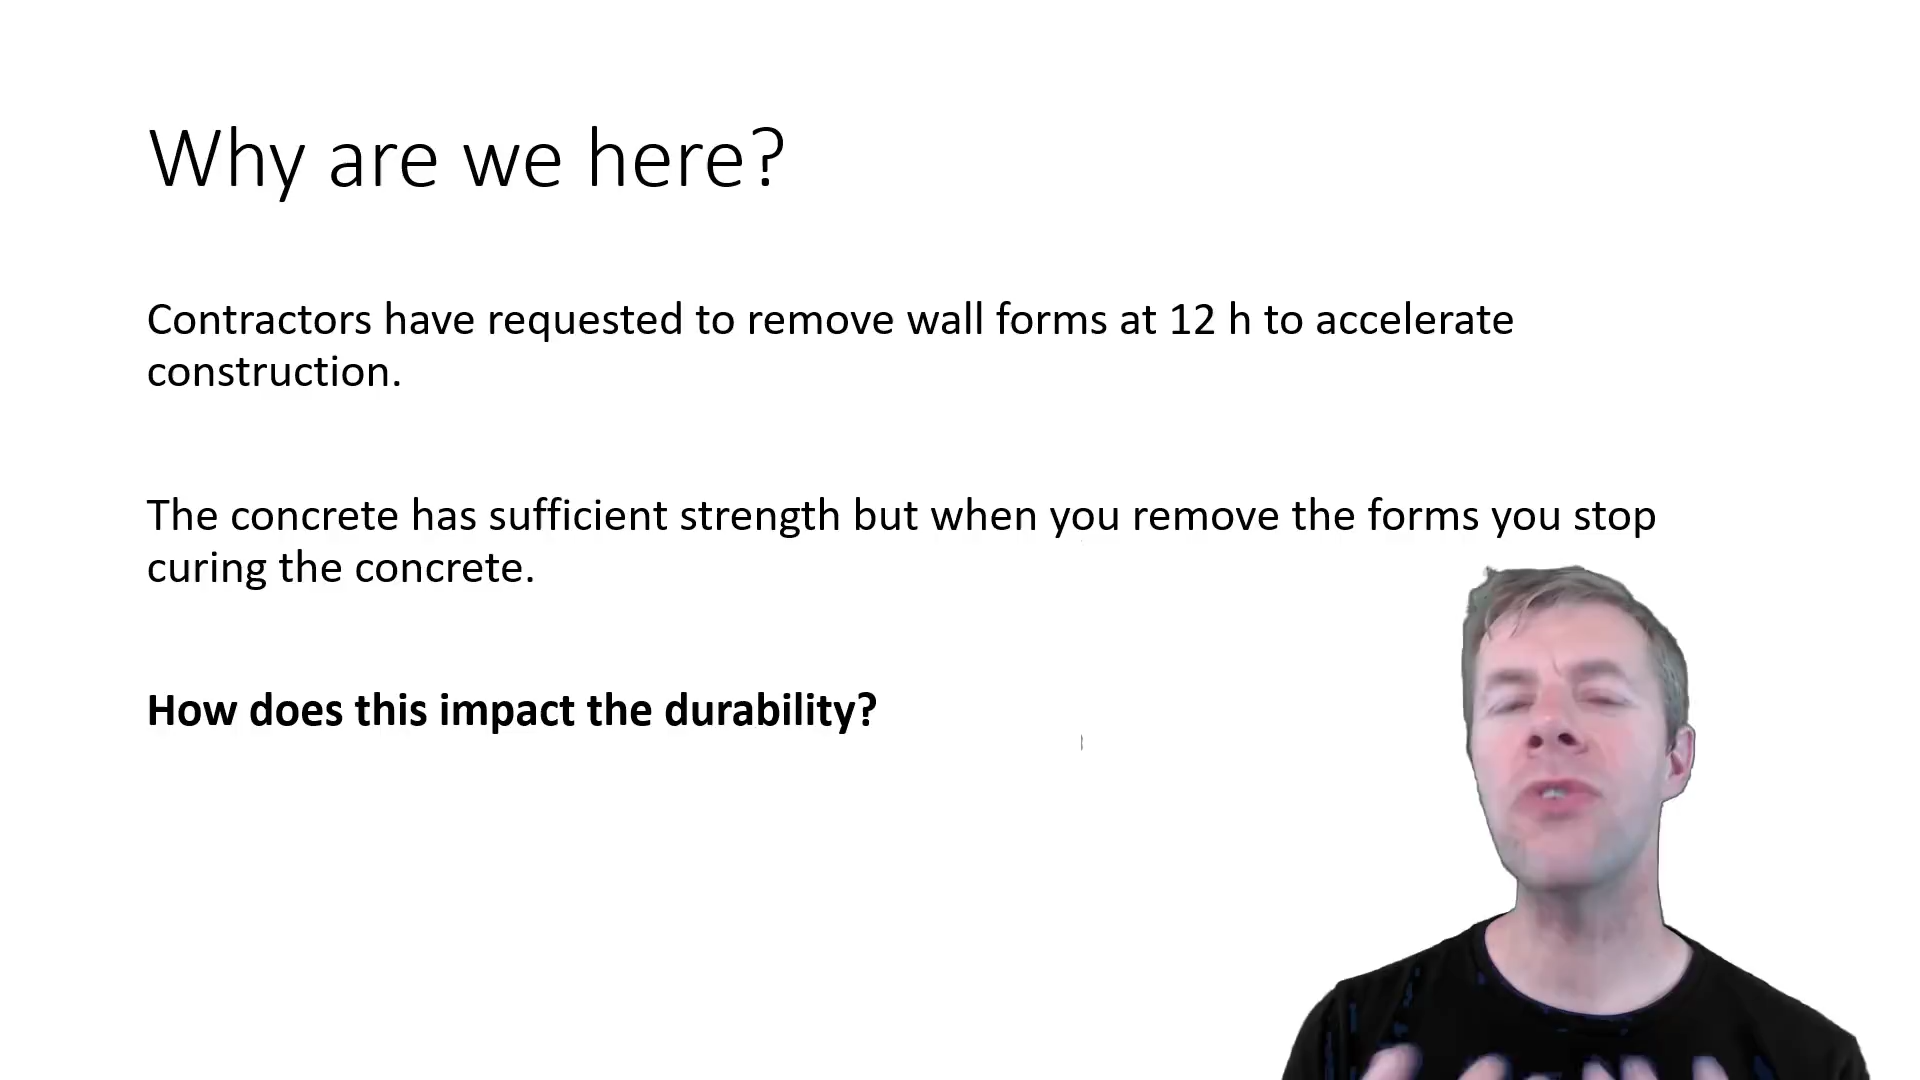 Why are we here?
Contractors have requested to remove wall forms at 12 h to accelerate
construction.
The concrete has sufficient strength but when you remove the forms you stop
curing the concrete.
How does this impact the durability?